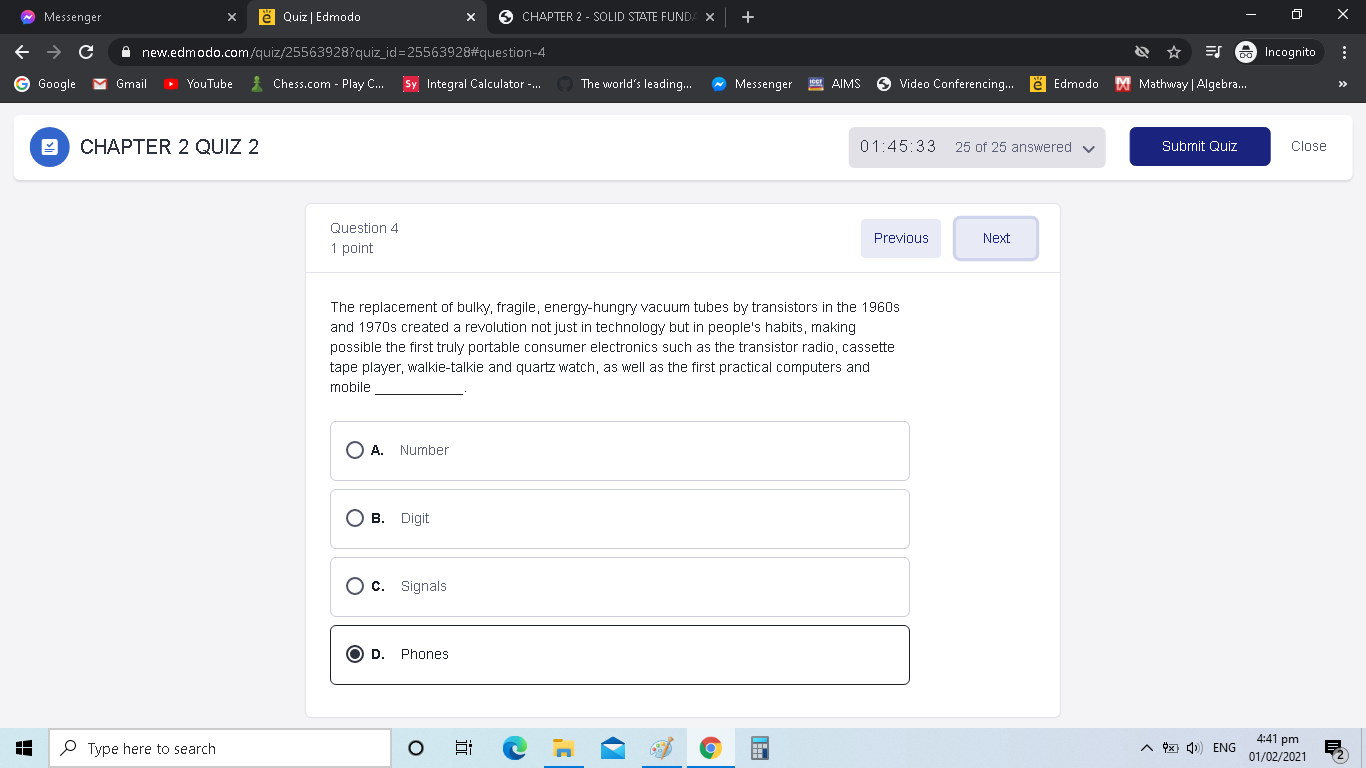 Messenger
Quiz | Edmodo
CHAPTER 2 - SOLID STATE FUNDA
new.edmodo.com/quiz/25563928?quiz_id=25563928#question-4
Incognito
Google Gmail YouTube Chess.com - Play C... Sy Integral Calculator -... The world's leading... Messenger AIMS Video Conferencing... Edmodo Mathway | Algebra... »
CHAPTER 2 QUIZ 2
01:45:33 25 of 25 answered
Submit Quiz
Close
Question 4
1 point
Previous
Next
The replacement of bulky, fragile, energy-hungry vacuum tubes by transistors in the 1960s
and 1970s created a revolution not just in technology but in people's habits, making
possible the first truly portable consumer electronics such as the transistor radio, cassette
tape player, walkie-talkie and quartz watch, as well as the first practical computers and
mobile ____________.
A. Number
B. Digit
C. Signals
D. Phones
Type here to search
ENG
4:41 pm
01/02/2021
2